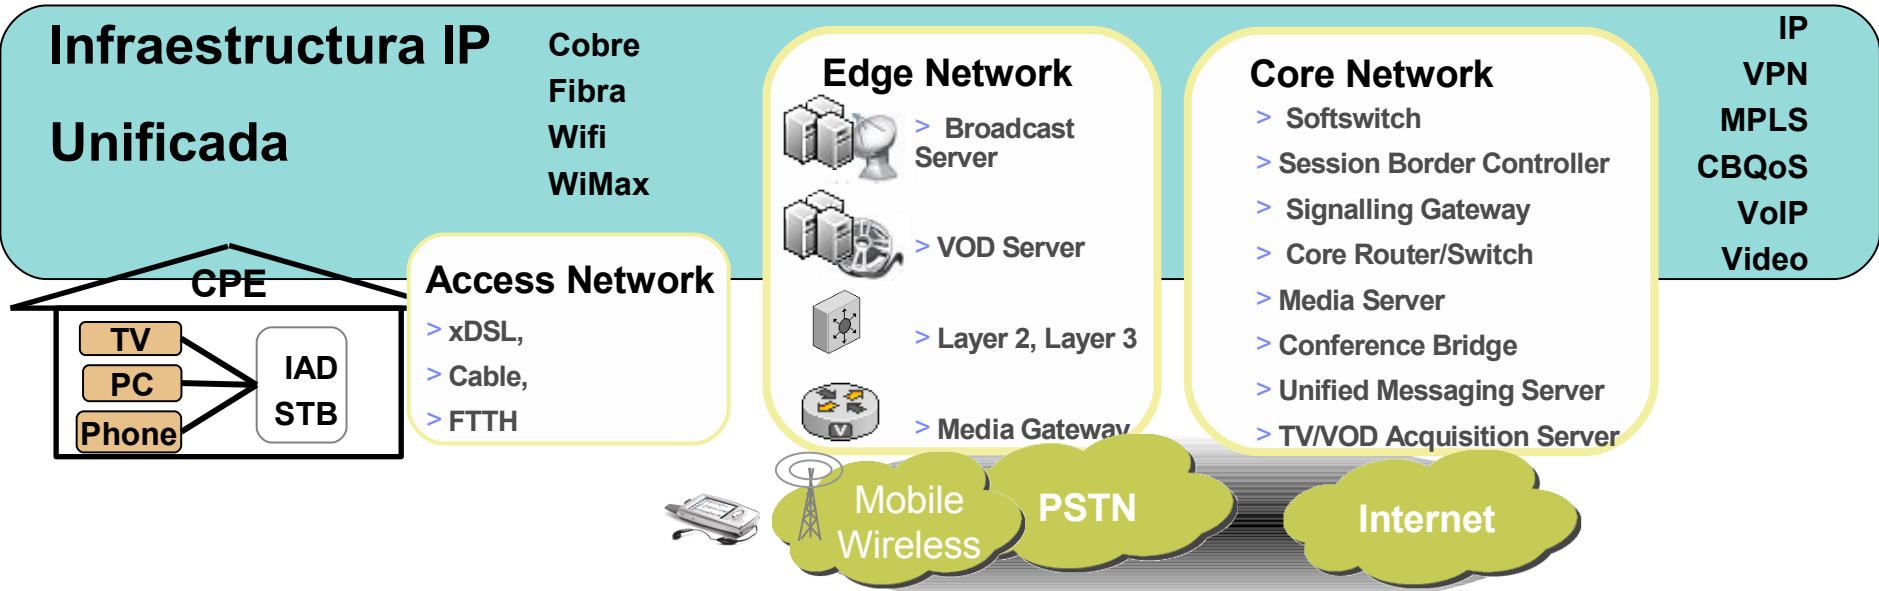 Infraestructura IP
Unificada
Cobre
Fibra
Wifi
WiMax
CPE
TV
PC
Phone
IAD
STB
Access Network
> xDSL,
> Cable,
> FTTH
Edge Network
> Broadcast
Server
> VOD Server
> Layer 2, Layer 3
> Media Gateway
V
Core Network
> Softswitch
> Session Border Controller
> Signalling Gateway
> Core Router/Switch
> Media Server
> Conference Bridge
> Unified Messaging Server
> TV/VOD Acquisition Server
IP
VPN
MPLS
CBQoS
VoIP
Video
Mobile
Wireless
PSTN
Internet